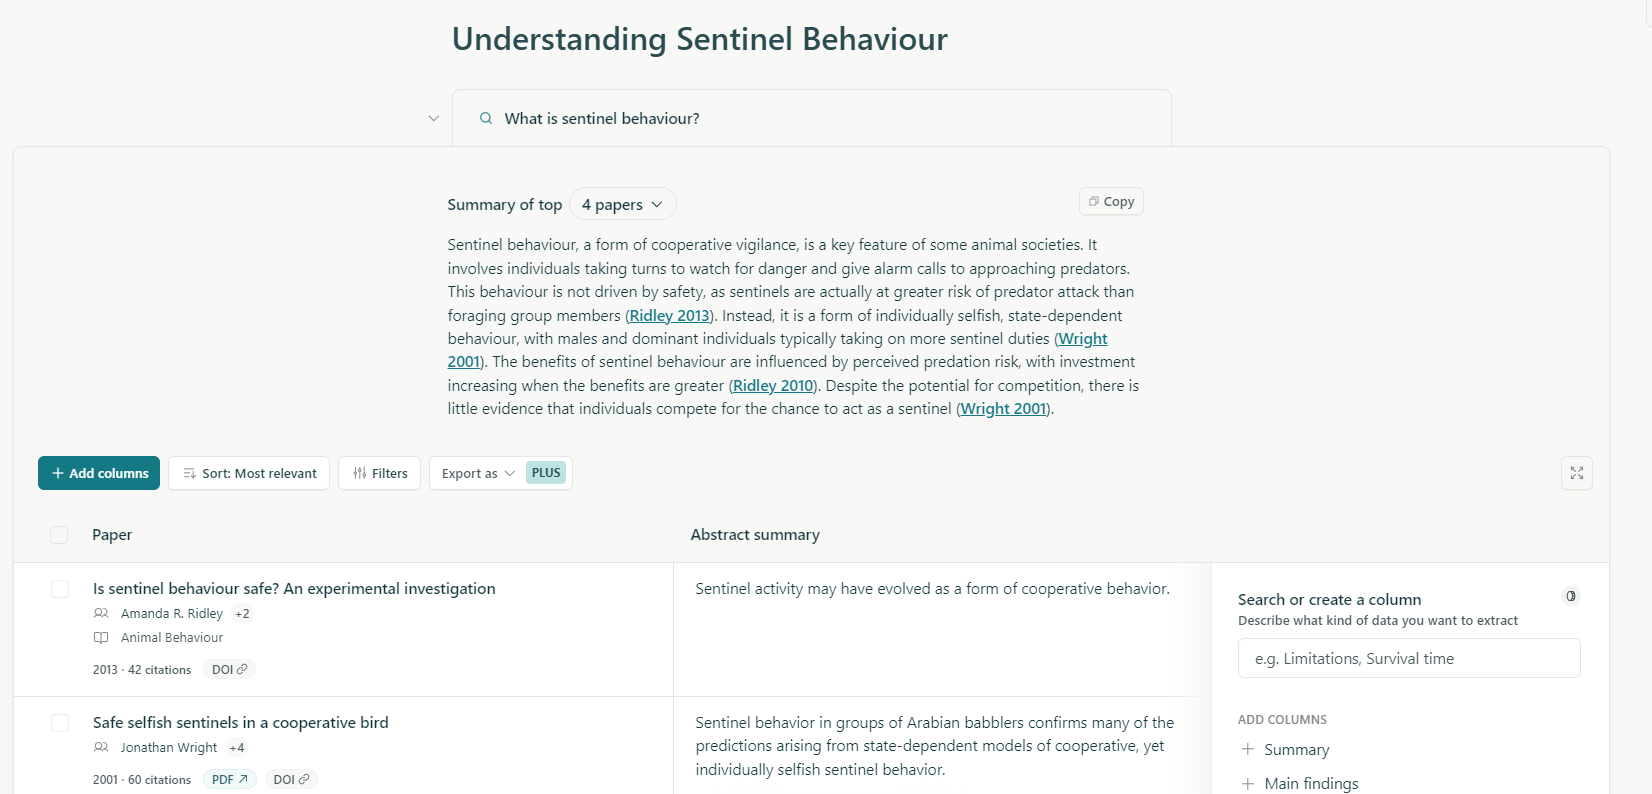 Understanding Sentinel Behaviour
What is sentinel behaviour?
Summary of top 4 papers
Copy
Sentinel behaviour, a form of cooperative vigilance, is a key feature of some animal societies. It
involves individuals taking turns to watch for danger and give alarm calls to approaching predators.
This behaviour is not driven by safety, as sentinels are actually at greater risk of predator attack than
foraging group members (Ridley 2013). Instead, it is a form of individually selfish, state-dependent
behaviour, with males and dominant individuals typically taking on more sentinel duties (Wright
2001). The benefits of sentinel behaviour are influenced by perceived predation risk, with investment
increasing when the benefits are greater (Ridley 2010). Despite the potential for competition, there is
little evidence that individuals compete for the chance to act as a sentinel (Wright 2001).
+ Add columns
Sort: Most relevant
Filters
Export as
PLUS
Paper
Abstract summary
Is sentinel behaviour safe? An experimental investigation
Amanda R. Ridley +2
Animal Behaviour
2013 · 42 citations DOI
Sentinel activity may have evolved as a form of cooperative behavior.
Safe selfish sentinels in a cooperative bird
Jonathan Wright +4
2001 · 60 citations PDF DOI
Sentinel behavior in groups of Arabian babblers confirms many of the
predictions arising from state-dependent models of cooperative, yet
individually selfish sentinel behavior.
Search or create a column
Describe what kind of data you want to extract
e.g. Limitations, Survival time
ADD COLUMNS
+ Summary
+ Main findings